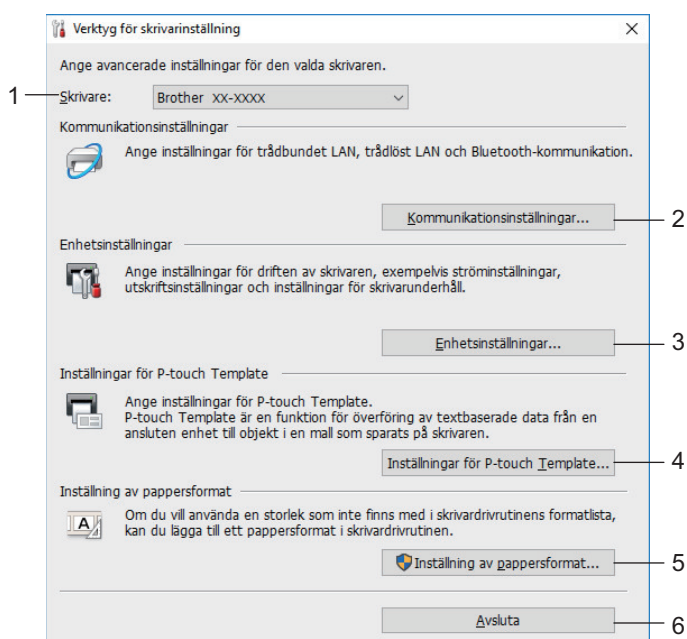 Verktyg för skrivarinställning
Ange avancerade inställningar för den valda skrivaren.
1
Skrivare: Brother XX-XXXX
Kommunikationsinställningar
Ange inställningar för trådbundet LAN, trådlöst LAN och Bluetooth-kommunikation.
Kommunikationsinställningar...
2
Enhetsinställningar
Ange inställningar för driften av skrivaren, exempelvis ströminställningar,
utskriftsinställningar och inställningar för skrivarunderhåll.
Enhetsinställningar...
3
Inställningar för P-touch Template
Ange inställningar för P-touch Template.
P-touch Template är en funktion för överföring av textbaserade data från en
ansluten enhet till objekt i en mall som sparats på skrivaren.
Inställningar för P-touch Template...
4
Inställning av pappersformat
A
Om du vill använda en storlek som inte finns med i skrivardrivrutinens formatlista,
kan du lägga till ett pappersformat i skrivardrivrutinen.
Inställning av pappersformat...
5
Avsluta
6